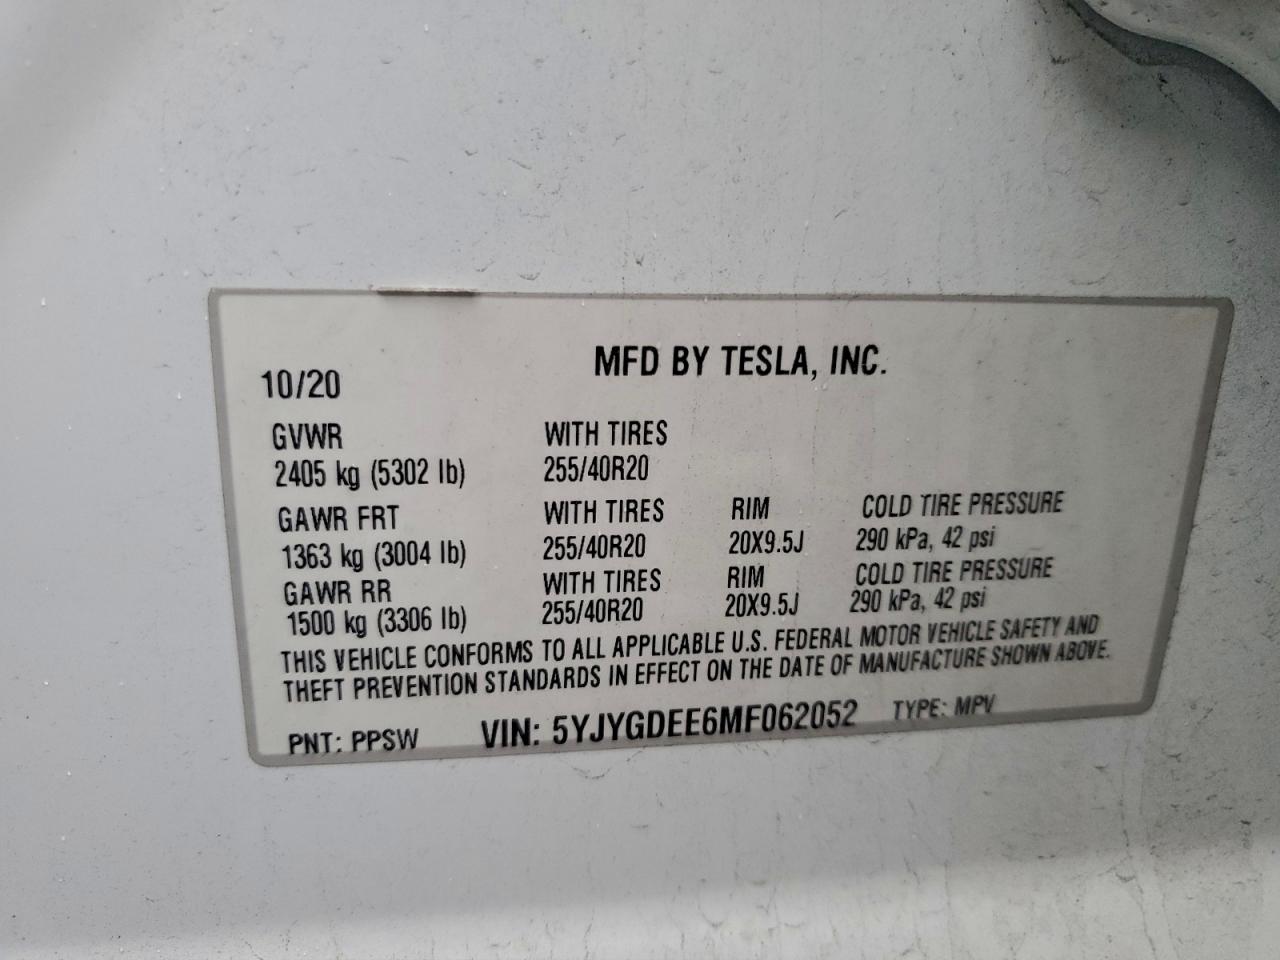 MFD BY TESLA, INC.
10/20
GVWR WITH TIRES
2405 kg (5302 lb) 255/40R20
GAWR FRT WITH TIRES RIM COLD TIRE PRESSURE
1363 kg (3004 lb) 255/40R20 20X9.5J 290 kPa, 42 psi
GAWR RR WITH TIRES RIM COLD TIRE PRESSURE
1500 kg (3306 lb) 255/40R20 20X9.5J 290 kPa, 42 psi
THIS VEHICLE CONFORMS TO ALL APPLICABLE U.S. FEDERAL MOTOR VEHICLE SAFETY AND
THEFT PREVENTION STANDARDS IN EFFECT ON THE DATE OF MANUFACTURE SHOWN ABOVE.
PNT: PPSW VIN: 5YJYGDEE6MF062052 TYPE: MPV